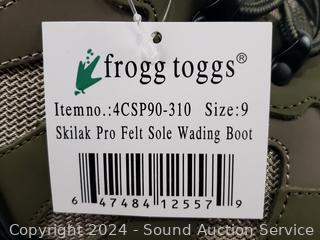 frogg toggs®
Itemno.:4CSP90-310 Size:9
Skilak Pro Felt Sole Wading Boot
6 47484 12557 9
Copyright 2024 - Sound Auction Service